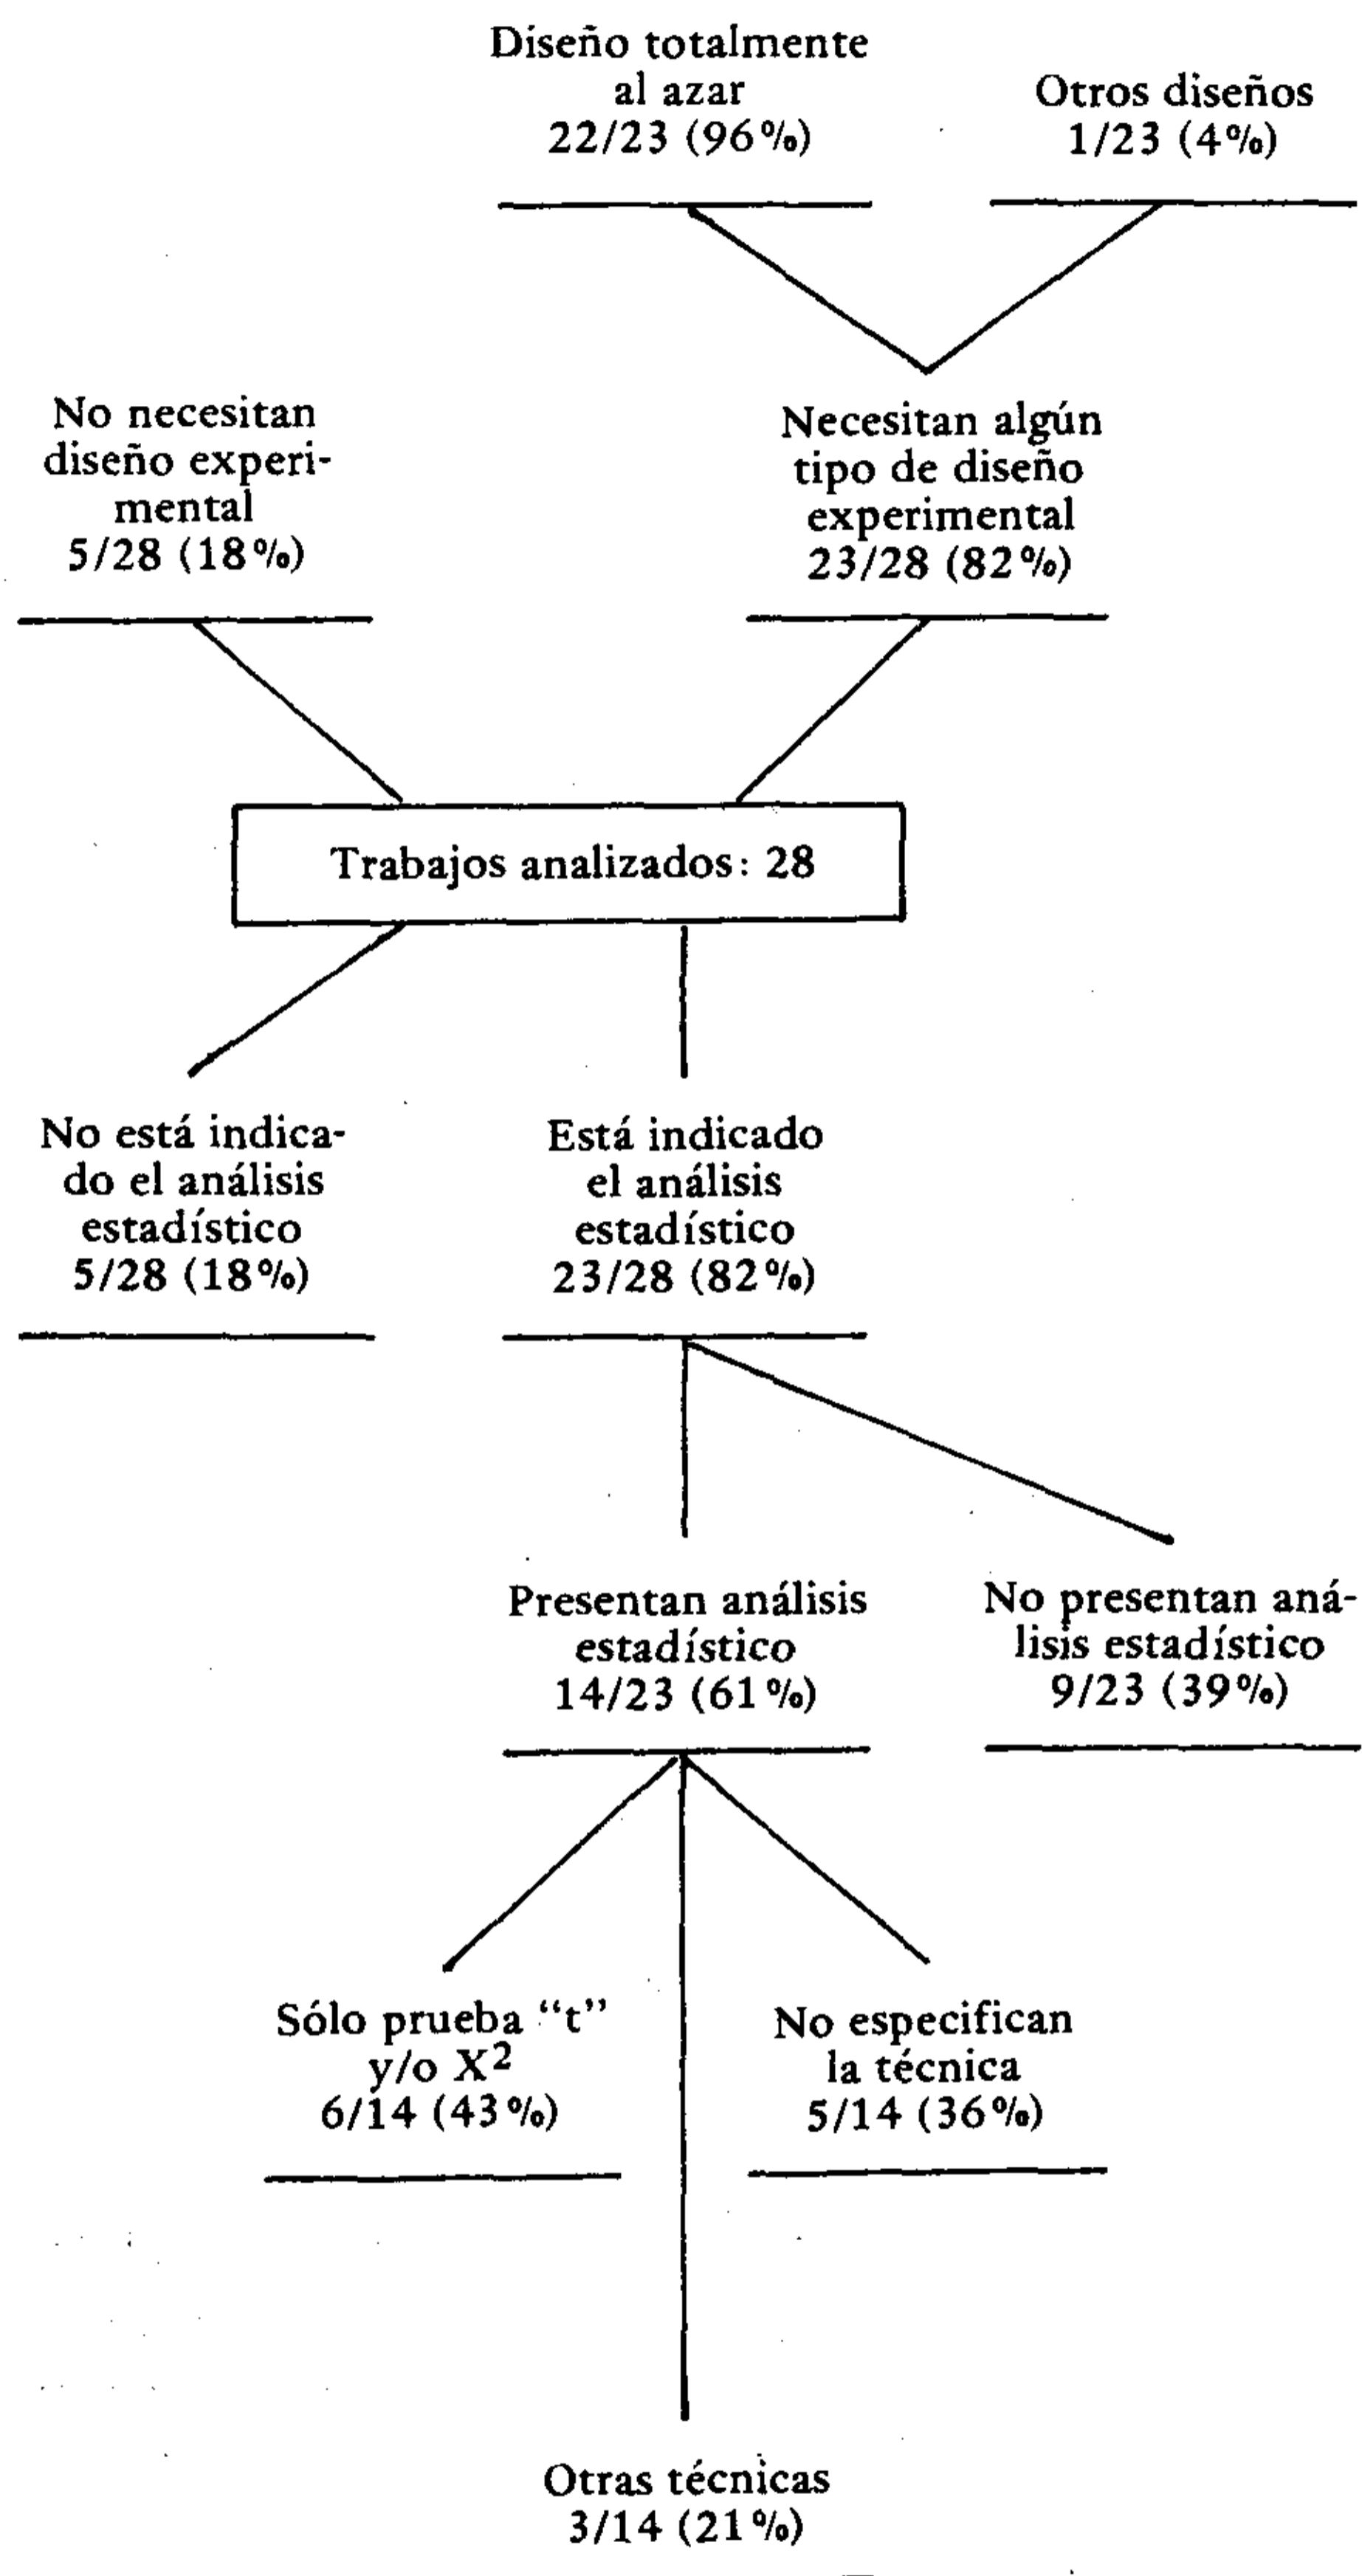 Diseño totalmente
al azar
22/23 (96%)
Otros diseños
1/23 (4%)
No necesitan
diseño experi-
mental
5/28 (18%)
Necesitan algún
tipo de diseño
experimental
23/28 (82%)
Trabajos analizados: 28
No está indica-
do el análisis
estadístico
5/28 (18%)
Está indicado
el análisis
estadístico
23/28 (82%)
Presentan análisis
estadístico
14/23 (61%)
No presentan aná-
lisis estadístico
9/23 (39%)
Sólo prueba “t”
y/o X²
6/14 (43%)
No especifican
la técnica
5/14 (36%)
Otras técnicas
3/14 (21%)